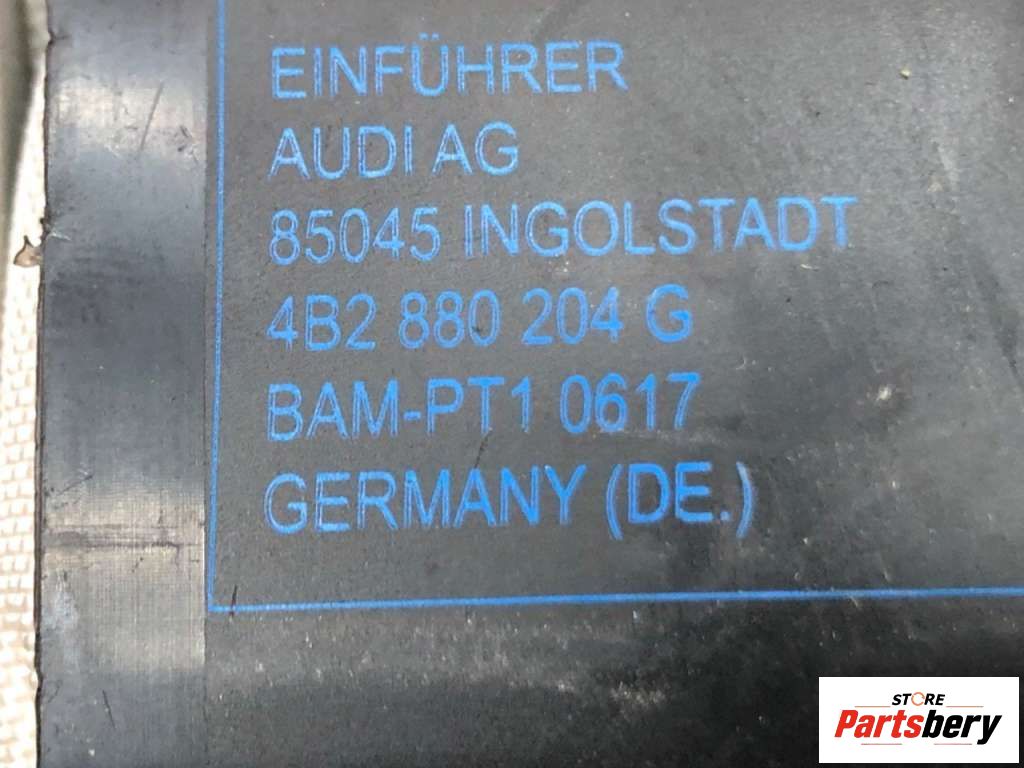 EINFÜHRER
AUDI AG
85045 INGOLSTADT
4B2 880 204 G
BAM-PT1 0617
GERMANY (DE.)
STORE
Partsbery